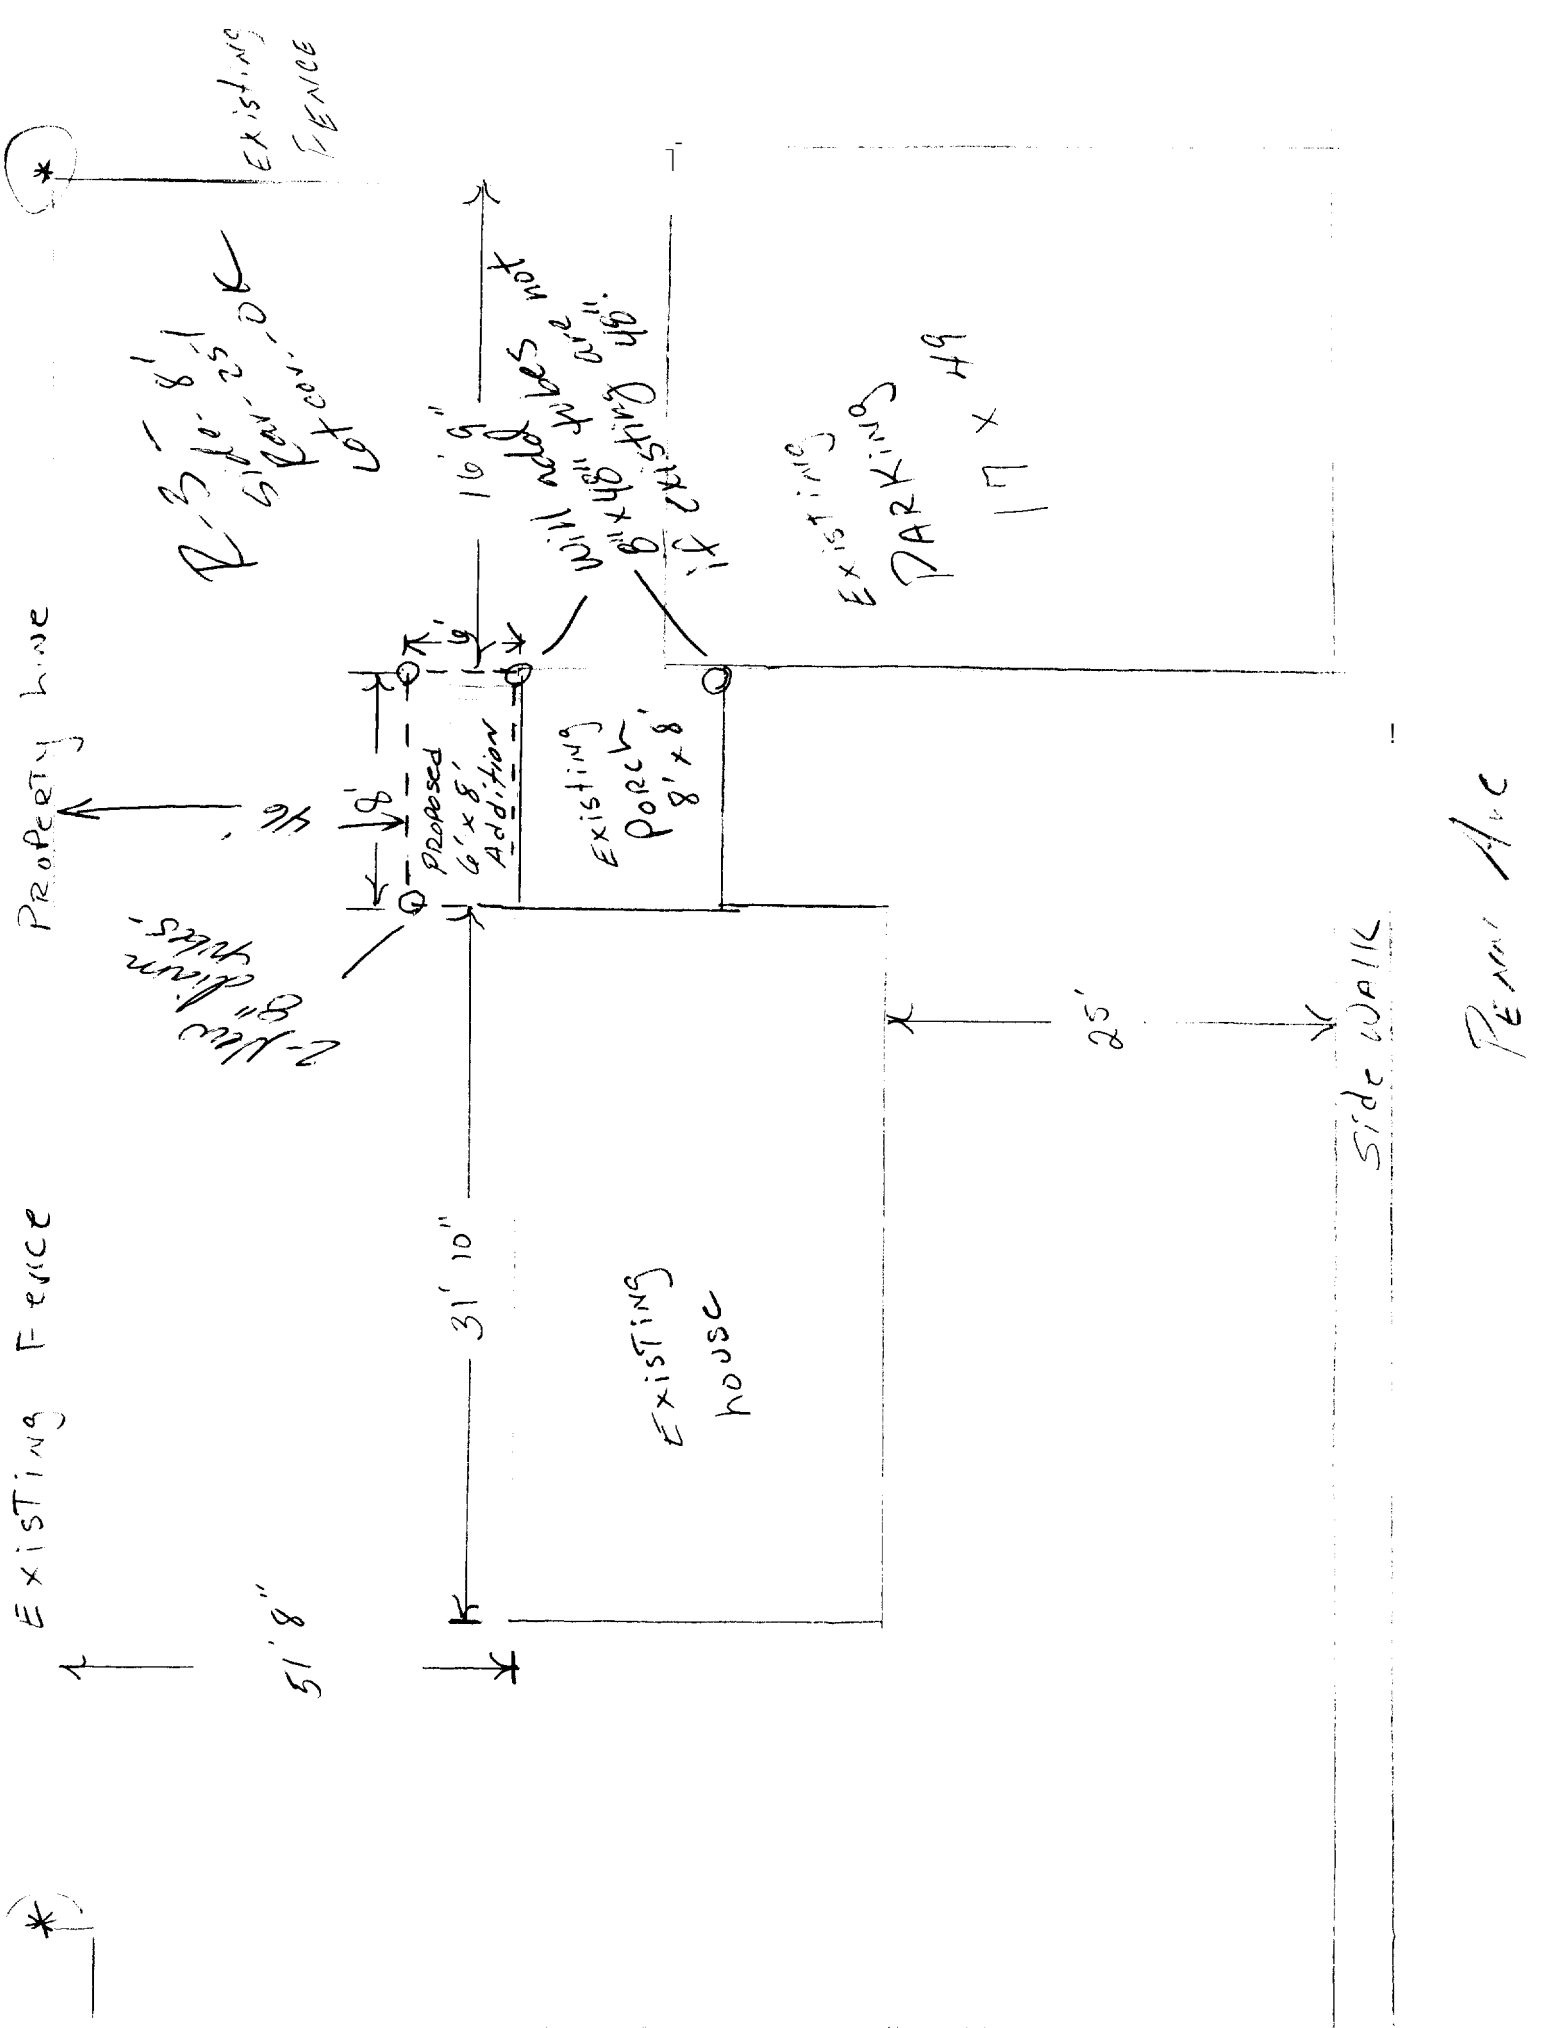 Existing Fence
Property Line
Existing
Fence
R-3 - 8'
Side - 8'
Rear - 25'
Lot cov. - OK
2-New
8" diam
tubes.
46'
8'
6'
16' 9"
51' 8"
31' 10"
Proposed
6' x 8'
Addition
will add
8" x 48" tubes
if existing are not
48".
Existing
Porch
8' x 8'
Existing
house
Existing
Parking
17 x 49
25'
Side Walk
Penn Ave